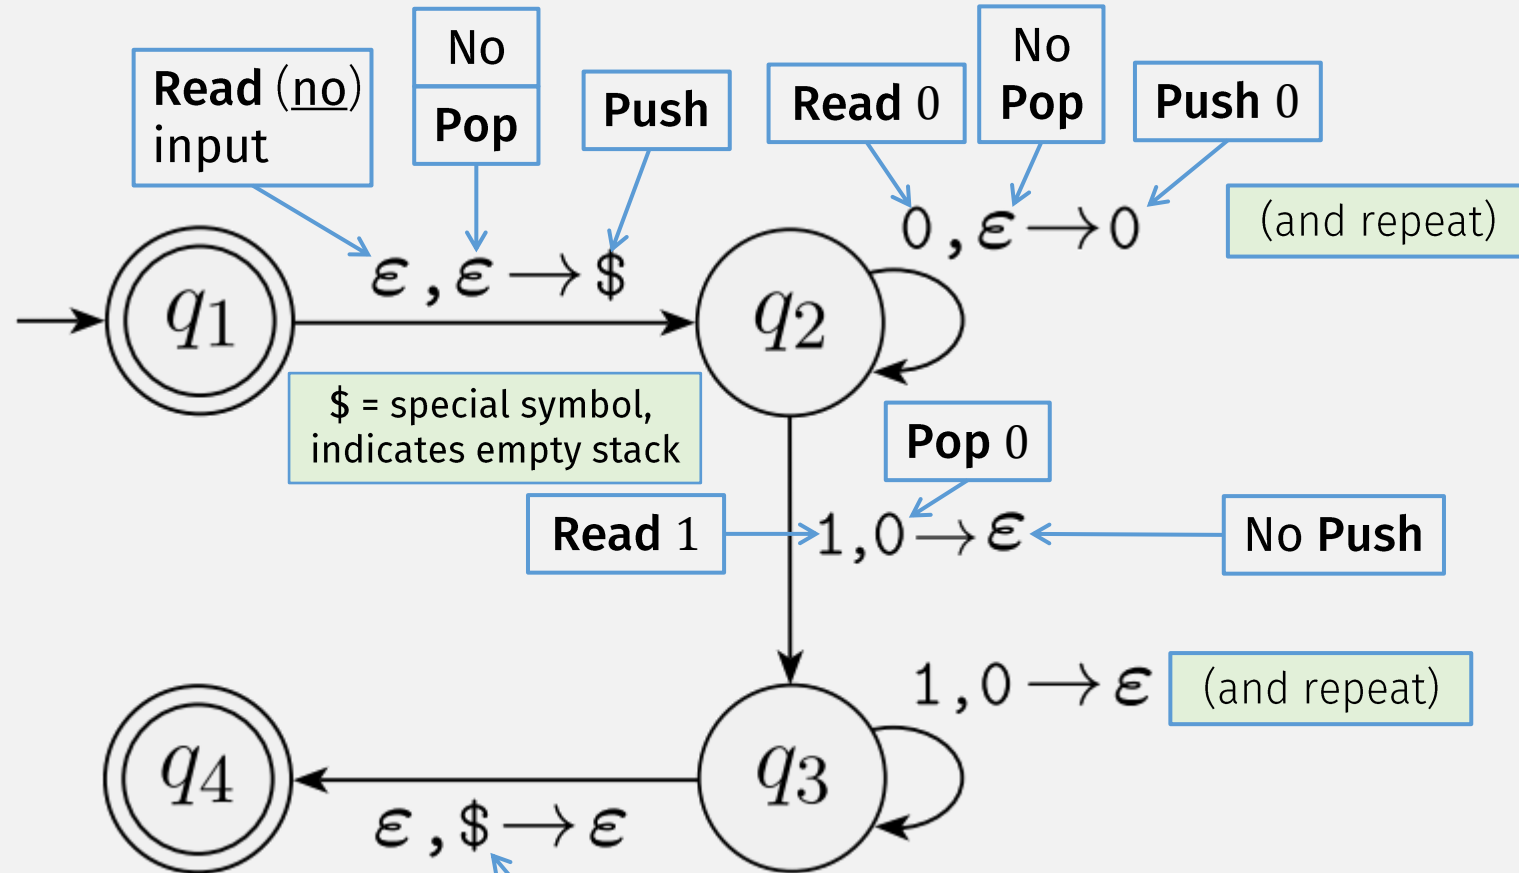 Read (no)
input
No
Pop
Push
Read 0
No
Pop
Push 0
ε,ε→$
0,ε→0
(and repeat)
q1
q2
$ = special symbol,
indicates empty stack
Pop 0
Read 1
1,0→ε
No Push
1,0→ε
(and repeat)
q4
q3
ε,$→ε